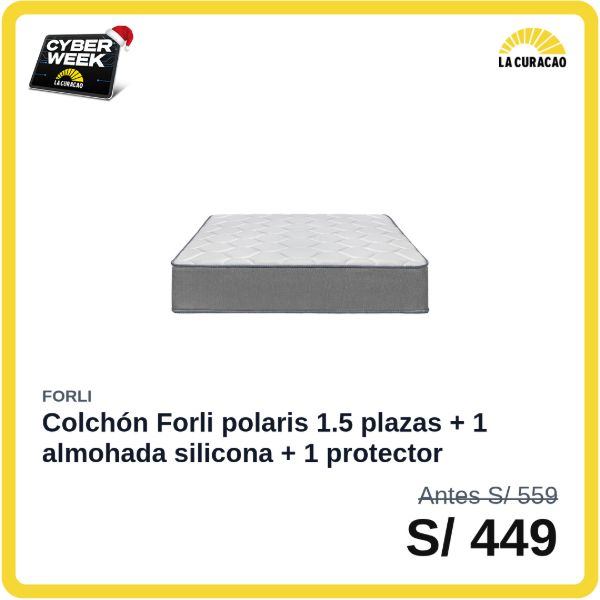 CYBER
WEEK
LA CURACAO
LA CURACAO
FORLI
Colchón Forli polaris 1.5 plazas + 1
almohada silicona + 1 protector
Antes S/ 559
S/ 449